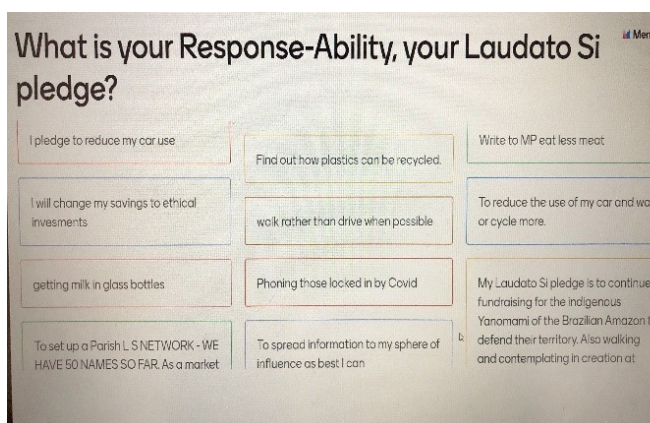 What is your Response-Ability, your Laudato Si
pledge?
I pledge to reduce my car use
I will change my savings to ethical
invesments
getting milk in glass bottles
To set up a Parish L S NETWORK - WE
HAVE 50 NAMES SO FAR. As a market
Find out how plastics can be recycled.
walk rather than drive when possible
Phoning those locked in by Covid
To spread information to my sphere of
influence as best I can
Write to MP eat less meat
To reduce the use of my car and
or cycle more.
My Laudato Si pledge is to continue
fundraising for the indigenous
Yanomami of the Brazilian Amazon
defend their territory. Also walking
and contemplating in creation at